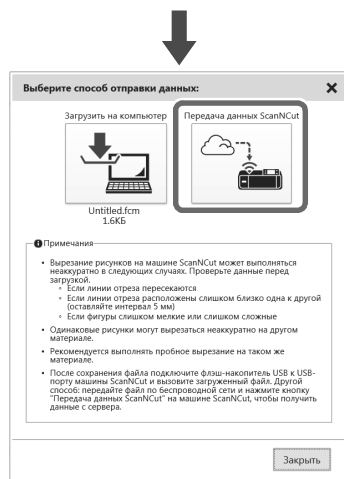 Выберите способ отправки данных:
Загрузить на компьютер
Передача данных ScanNCut
Untitled.fcm
1.6КБ
Примечания
• Вырезание рисунков на машине ScanNCut может выполняться
неаккуратно в следующих случаях. Проверьте данные перед
загрузкой.
◦ Если линии отреза пересекаются
◦ Если линии отреза расположены слишком близко одна к другой
(оставляйте интервал 5 мм)
◦ Если фигуры слишком мелкие или слишком сложные
• Одинаковые рисунки могут вырезаться неаккуратно на другом
материале.
• Рекомендуется выполнять пробное вырезание на таком же
материале.
• После сохранения файла подключите флэш-накопитель USB к USB-
порту машины ScanNCut и вызовите загруженный файл. Другой
способ: передайте файл по беспроводной сети и нажмите кнопку
"Передача данных ScanNCut" на машине ScanNCut, чтобы получить
данные с сервера.
Закрыть